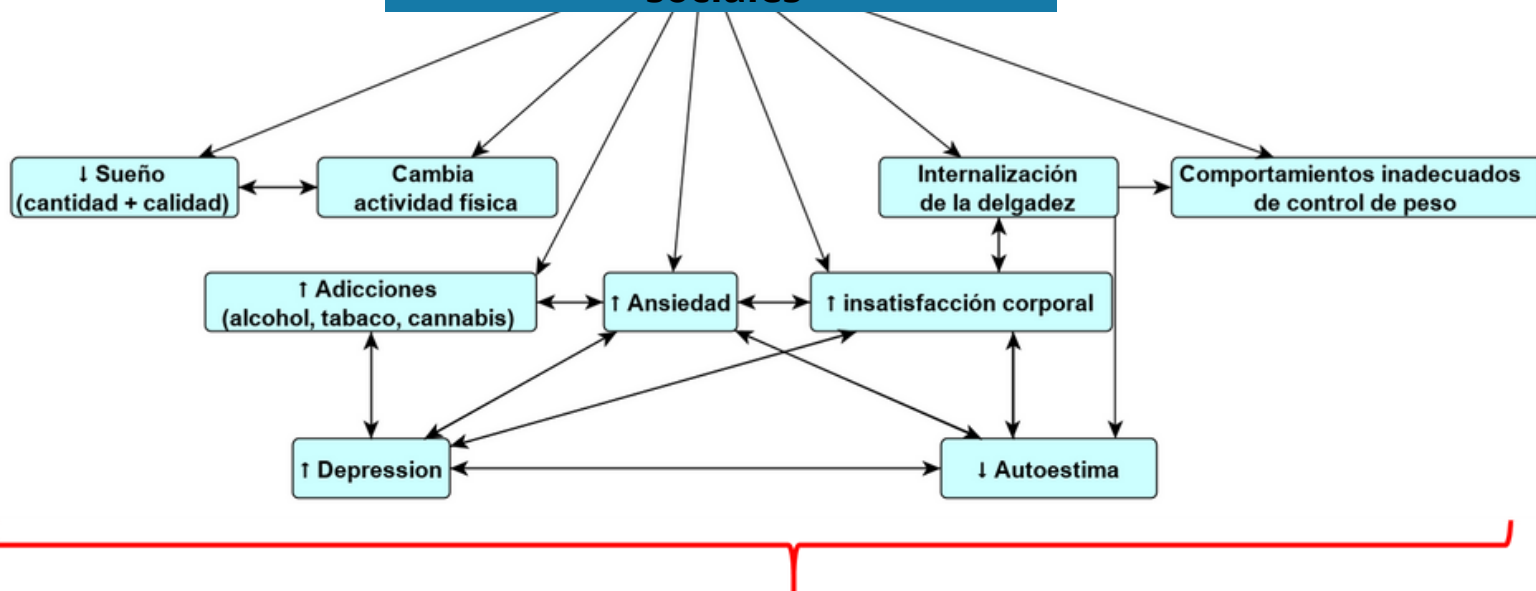 sociales
↓ Sueño
(cantidad + calidad)
Cambia
actividad física
Internalización
de la delgadez
Comportamientos inadecuados
de control de peso
↑ Adicciones
(alcohol, tabaco, cannabis)
↑ Ansiedad
↑ insatisfacción corporal
↑ Depression
↓ Autoestima